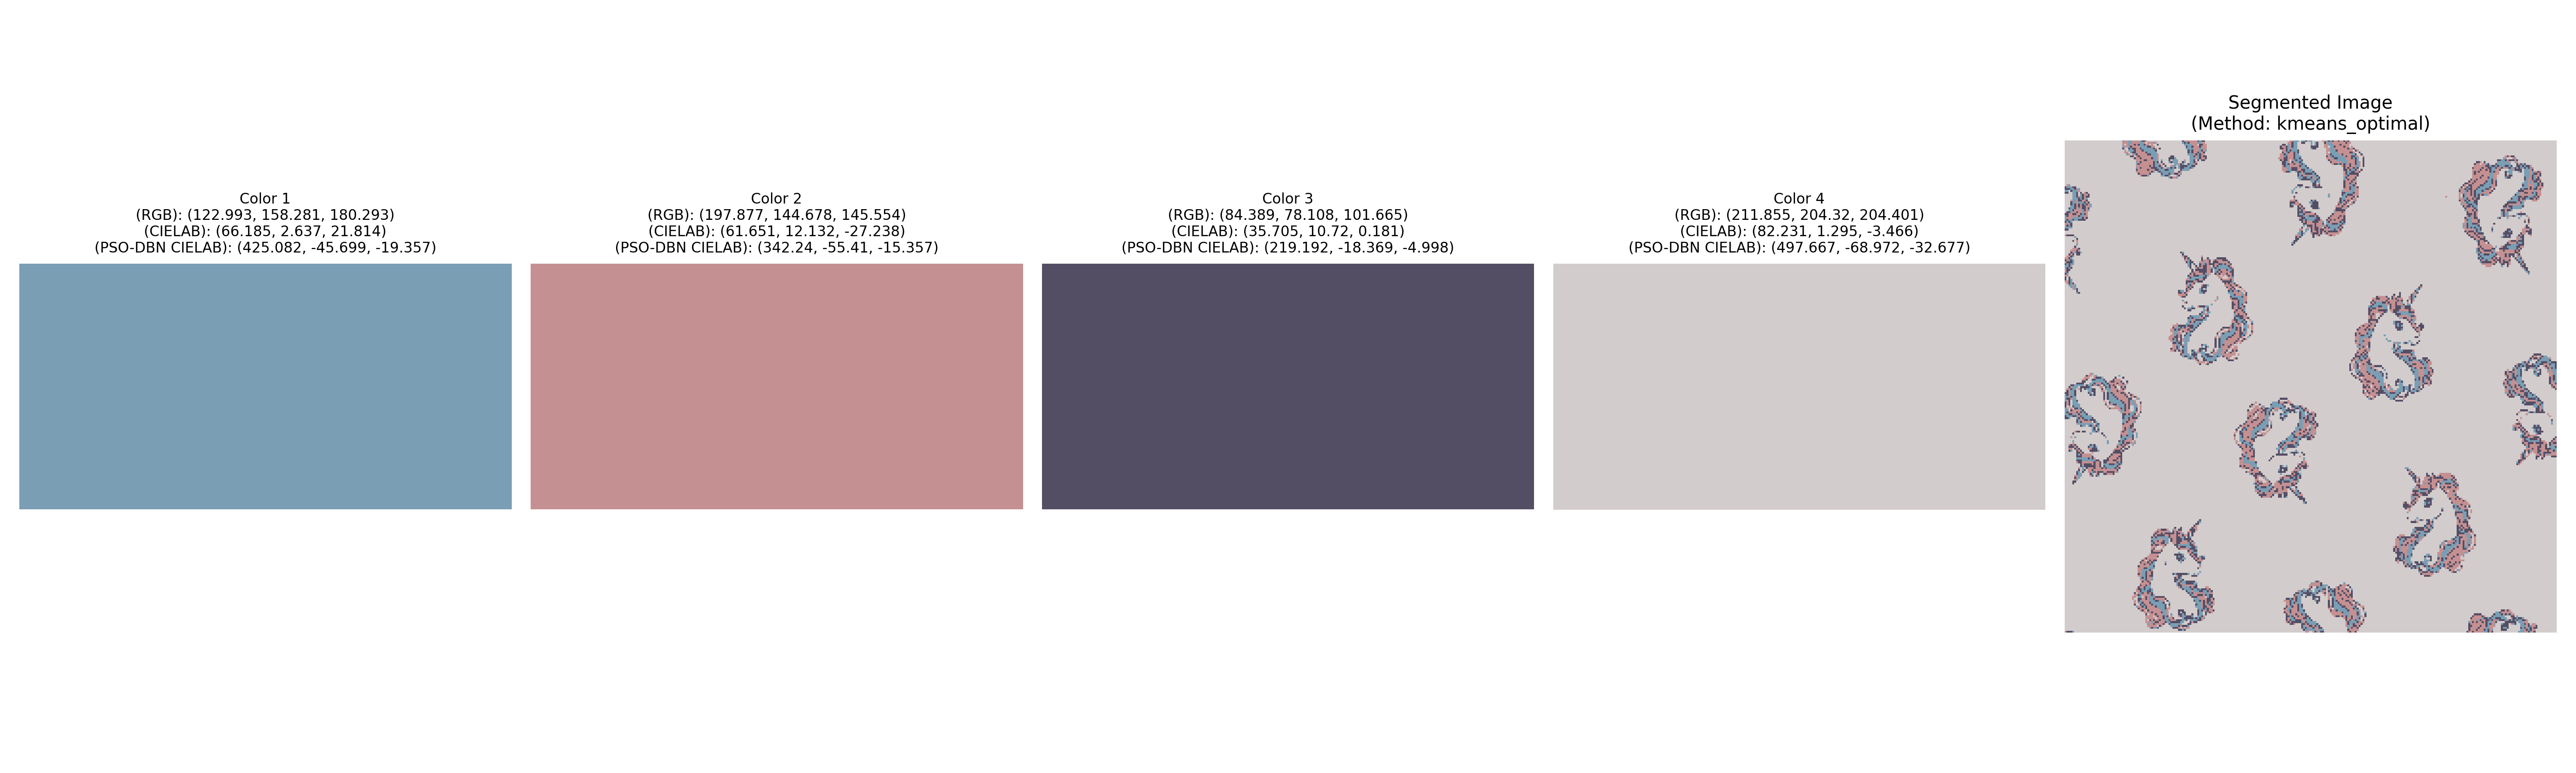 Color 1
(RGB): (122.993, 158.281, 180.293)
(CIELAB): (66.185, 2.637, 21.814)
(PSO-DBN CIELAB): (425.082, -45.699, -19.357)
Color 2
(RGB): (197.877, 144.678, 145.554)
(CIELAB): (61.651, 12.132, -27.238)
(PSO-DBN CIELAB): (342.24, -55.41, -15.357)
Color 3
(RGB): (84.389, 78.108, 101.665)
(CIELAB): (35.705, 10.72, 0.181)
(PSO-DBN CIELAB): (219.192, -18.369, -4.998)
Color 4
(RGB): (211.855, 204.32, 204.401)
(CIELAB): (82.231, 1.295, -3.466)
(PSO-DBN CIELAB): (497.667, -68.972, -32.677)
Segmented Image
(Method: kmeans_optimal)